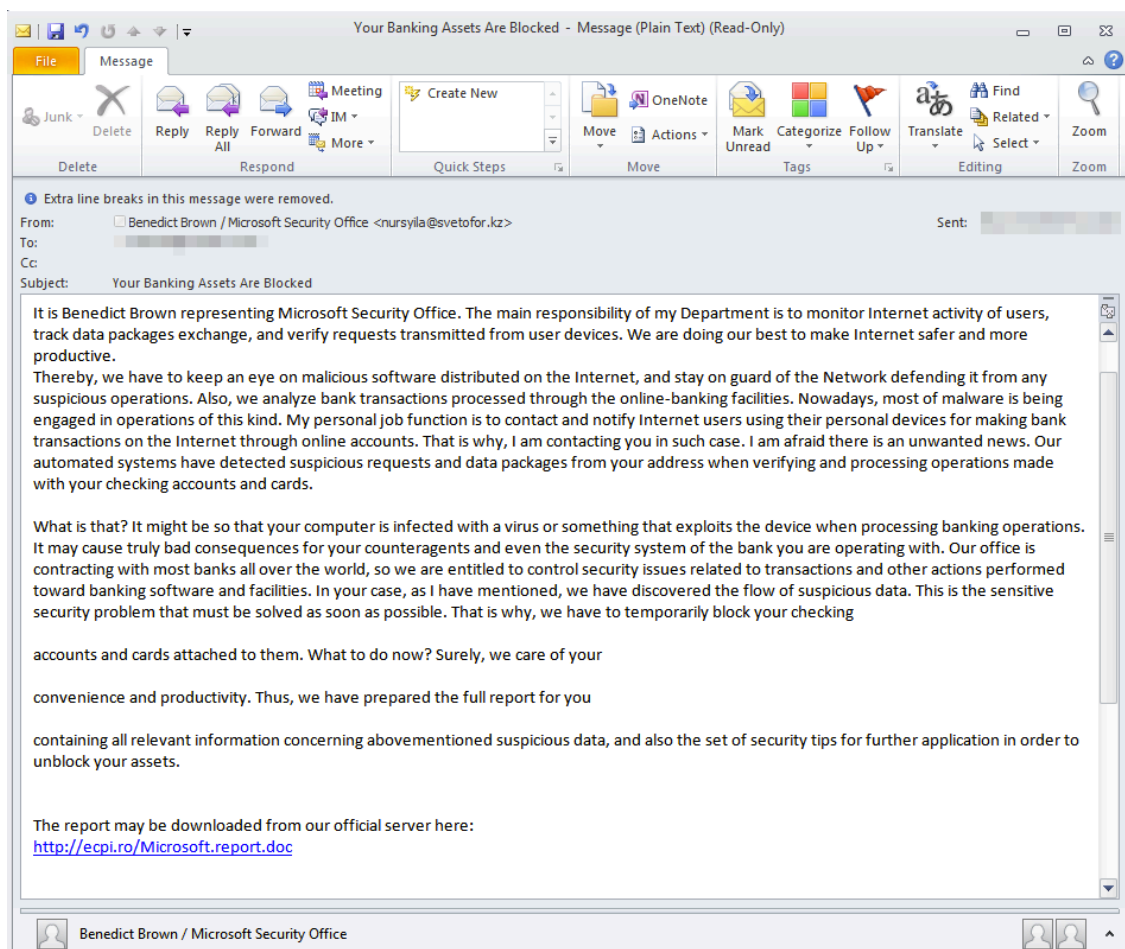 Your Banking Assets Are Blocked - Message (Plain Text) (Read-Only)
File Message
Junk Delete
Reply Reply All Forward
Meeting
IM
More
Create New
Move
OneNote
Actions
Mark Unread Categorize Follow Up
Translate
Find
Related
Select
Zoom
Delete Respond Quick Steps Move Tags Editing Zoom
Extra line breaks in this message were removed.
From: Benedict Brown / Microsoft Security Office <nursyila@svetofor.kz> Sent:
To:
Cc:
Subject: Your Banking Assets Are Blocked
It is Benedict Brown representing Microsoft Security Office. The main responsibility of my Department is to monitor Internet activity of users,
track data packages exchange, and verify requests transmitted from user devices. We are doing our best to make Internet safer and more
productive.
Thereby, we have to keep an eye on malicious software distributed on the Internet, and stay on guard of the Network defending it from any
suspicious operations. Also, we analyze bank transactions processed through the online-banking facilities. Nowadays, most of malware is being
engaged in operations of this kind. My personal job function is to contact and notify Internet users using their personal devices for making bank
transactions on the Internet through online accounts. That is why, I am contacting you in such case. I am afraid there is an unwanted news. Our
automated systems have detected suspicious requests and data packages from your address when verifying and processing operations made
with your checking accounts and cards.
What is that? It might be so that your computer is infected with a virus or something that exploits the device when processing banking operations.
It may cause truly bad consequences for your counteragents and even the security system of the bank you are operating with. Our office is
contracting with most banks all over the world, so we are entitled to control security issues related to transactions and other actions performed
toward banking software and facilities. In your case, as I have mentioned, we have discovered the flow of suspicious data. This is the sensitive
security problem that must be solved as soon as possible. That is why, we have to temporarily block your checking
accounts and cards attached to them. What to do now? Surely, we care of your
convenience and productivity. Thus, we have prepared the full report for you
containing all relevant information concerning abovementioned suspicious data, and also the set of security tips for further application in order to
unblock your assets.
The report may be downloaded from our official server here:
http://ecpi.ro/Microsoft.report.doc
Benedict Brown / Microsoft Security Office